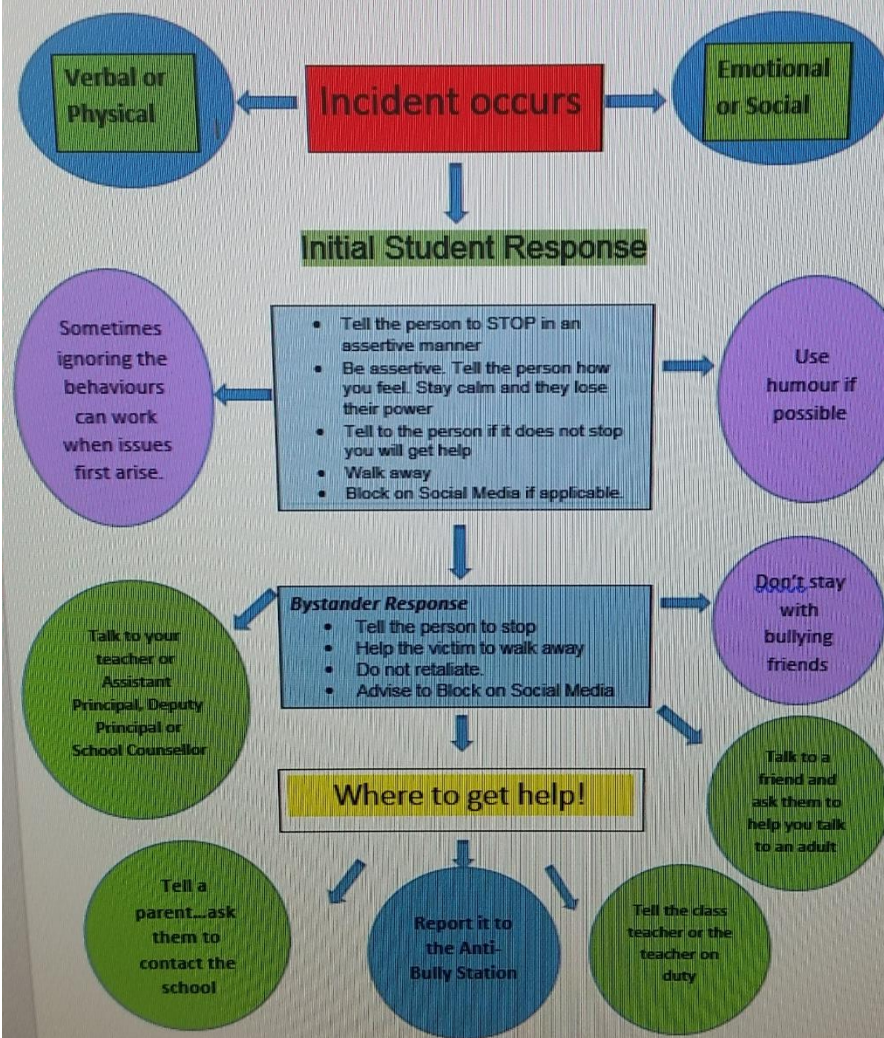 Verbal or
Physical
Incident occurs
Emotional
or Social
Initial Student Response
Sometimes
ignoring the
behaviours
can work
when issues
first arise.
• Tell the person to STOP in an
assertive manner
• Be assertive. Tell the person how
you feel. Stay calm and they lose
their power
• Tell to the person if it does not stop
you will get help
• Walk away
• Block on Social Media if applicable.
Use
humour if
possible
Talk to your
teacher or
Assistant
Principal, Deputy
Principal or
School Counsellor
Bystander Response
• Tell the person to stop
• Help the victim to walk away
• Do not retaliate.
• Advise to Block on Social Media
Don't stay
with
bullying
friends
Talk to a
friend and
ask them to
help you talk
to an adult
Where to get help!
Tell a
parent...ask
them to
contact the
school
Report it to
the Anti-
Bully Station
Tell the class
teacher or the
teacher on
duty